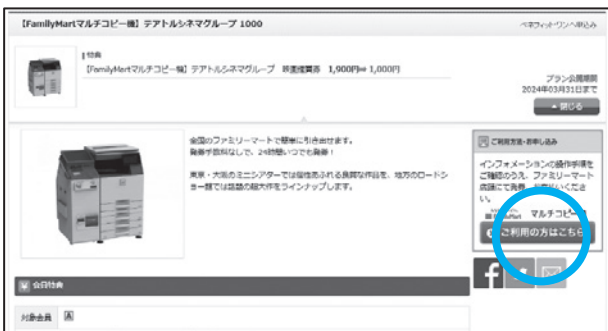 【FamilyMartマルチコピー機】テアトルシネマグループ 1000
ベネフィット・ワンへ申込み
特典
【FamilyMartマルチコピー機】テアトルシネマグループ 映画鑑賞券 1,900円⇒1,000円
プラン公開期間
2024年03月31日まで
▲ 閉じる
全国のファミリーマートで簡単に引き出せます。
発券手数料なしで、24時間いつでも発券!
東京・大阪のミニシアターでは個性あふれる良質な作品を、地方のロードシ
ョー館では話題の超大作をラインナップします。
ご利用方法・お申し込み
インフォメーションの操作手順を
ご確認のうえ、ファミリーマート
店頭にて発券
ください。
マルチコピー
ご利用の方はこちら
会員特典
対象会員 A